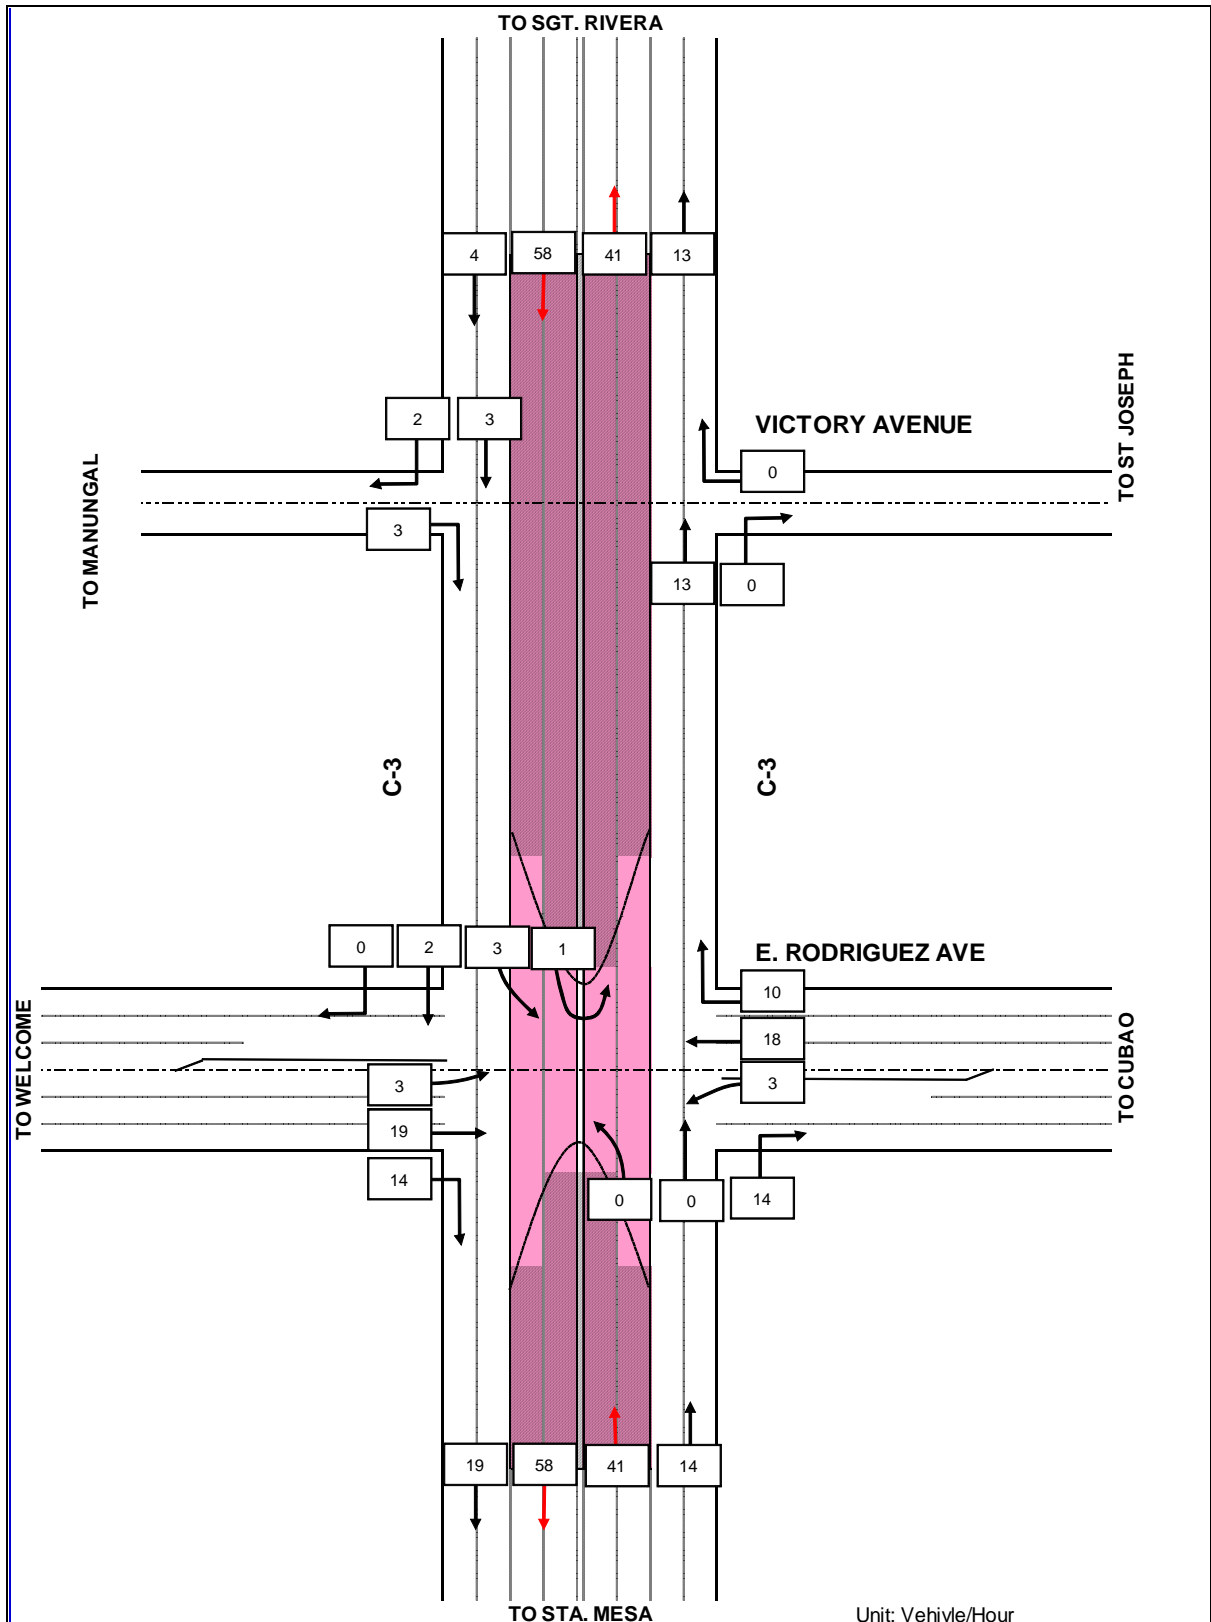 TO SGT. RIVERA
4
58
41
13
2
3
VICTORY AVENUE
0
TO ST JOSEPH
TO MANUNGAL
3
13
0
C-3
C-3
0
2
3
1
E. RODRIGUEZ AVE
10
18
3
TO WELCOME
TO CUBAO
3
19
14
0
0
14
19
58
41
14
TO STA. MESA
Unit: Vehivle/Hour